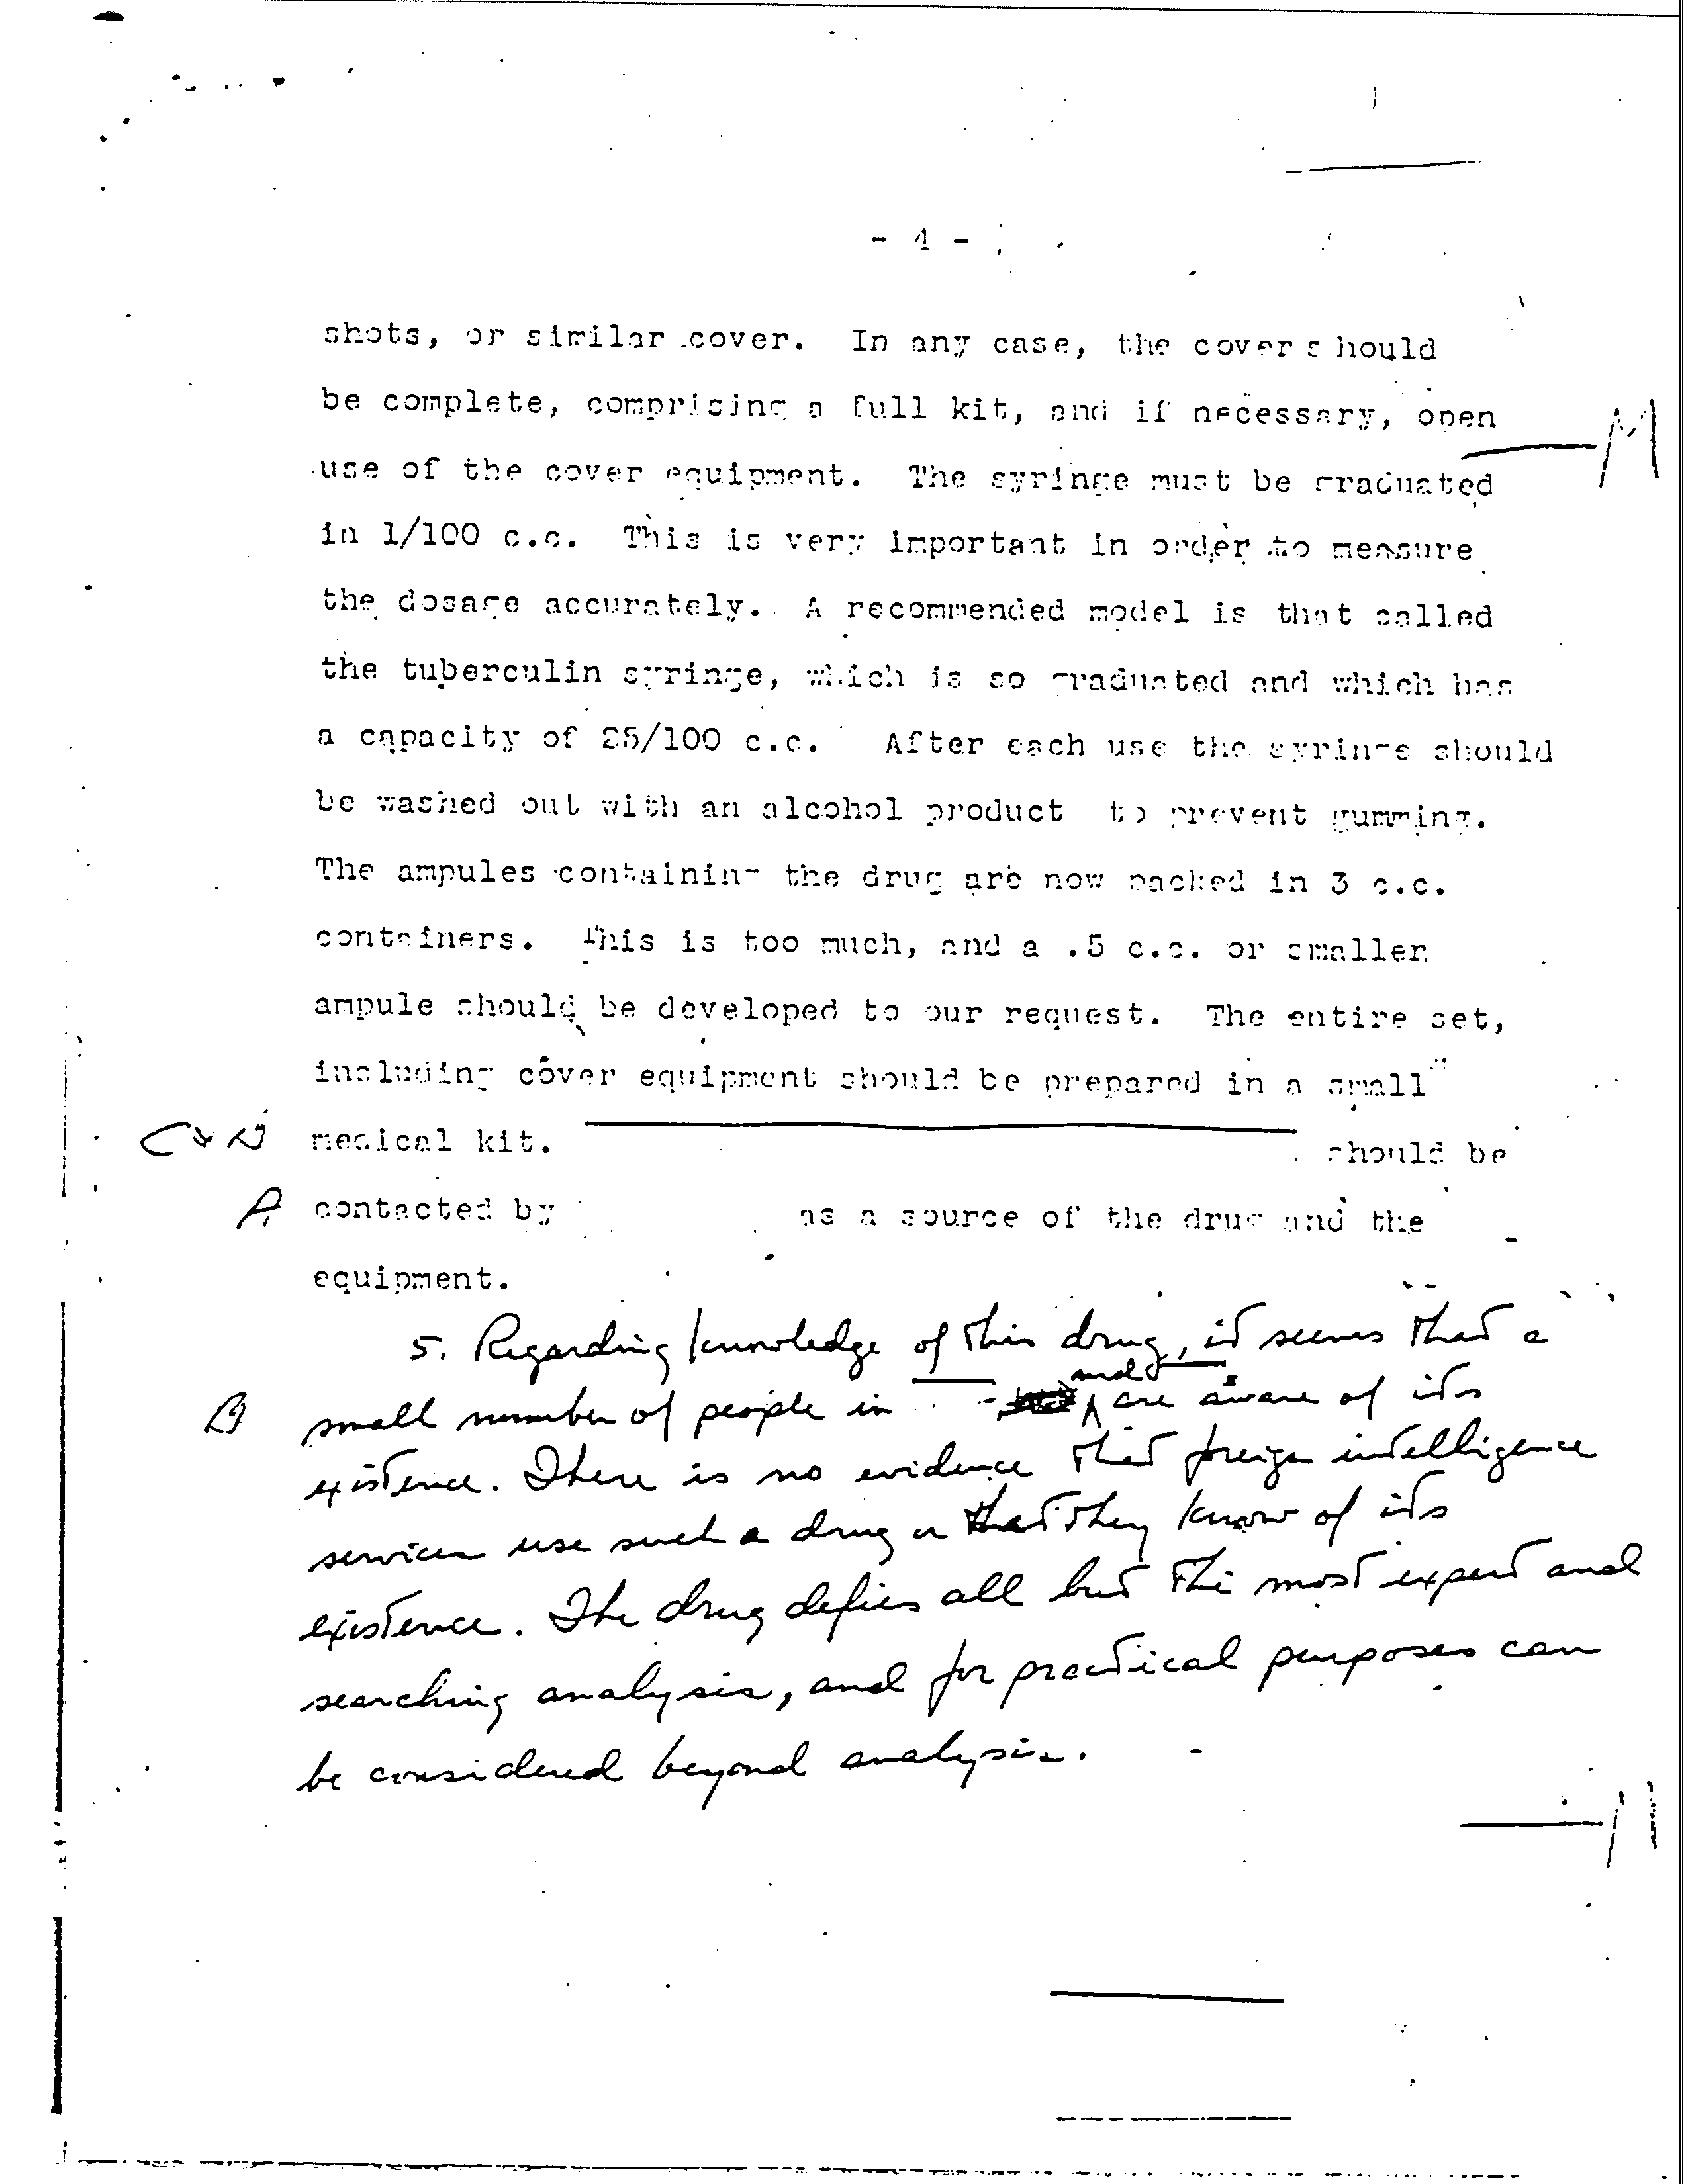 - 4 -
shots, or similar cover. In any case, the cover should
be complete, comprising a full kit, and if necessary, open
M
use of the cover equipment. The syringe must be graduated
in 1/100 c.c. This is very important in order to measure
the dosage accurately. A recommended model is that called
the tuberculin syringe, which is so graduated and which has
a capacity of 25/100 c.c. After each use the syringe should
be washed out with an alcohol product to prevent gumming.
The ampules containing the drug are now packed in 3 c.c.
containers. This is too much, and a .5 c.c. or smaller
ampule should be developed to our request. The entire set,
including cover equipment should be prepared in a small
medical kit. should be
A contacted by as a source of the drug and the
equipment.
5. Regarding knowledge of this drug, it seems that a
B small number of people in and are aware of its
existence. There is no evidence that foreign intelligence
services use such a drug or that they know of its
existence. The drug defies all but the most expert and
searching analysis, and for practical purposes can
be considered beyond analysis.